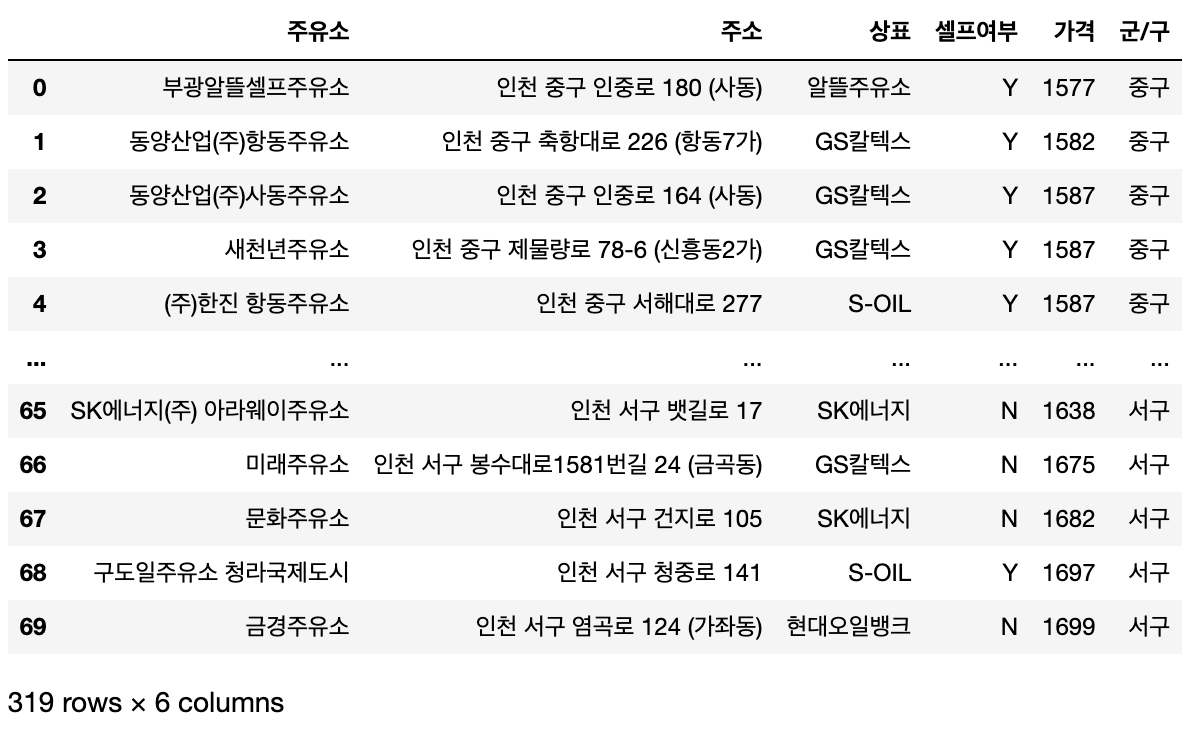 주유소 주소 상표 셀프여부 가격 군/구
0 부광알뜰셀프주유소 인천 중구 인중로 180 (사동) 알뜰주유소 Y 1577 중구
1 동양산업(주)항동주유소 인천 중구 축항대로 226 (항동7가) GS칼텍스 Y 1582 중구
2 동양산업(주)사동주유소 인천 중구 인중로 164 (사동) GS칼텍스 Y 1587 중구
3 새천년주유소 인천 중구 제물량로 78-6 (신흥동2가) GS칼텍스 Y 1587 중구
4 (주)한진 항동주유소 인천 중구 서해대로 277 S-OIL Y 1587 중구
... ... ... ... ... ... ...
65 SK에너지(주) 아라웨이주유소 인천 서구 뱃길로 17 SK에너지 N 1638 서구
66 미래주유소 인천 서구 봉수대로1581번길 24 (금곡동) GS칼텍스 N 1675 서구
67 문화주유소 인천 서구 건지로 105 SK에너지 N 1682 서구
68 구도일주유소 청라국제도시 인천 서구 청중로 141 S-OIL Y 1697 서구
69 금경주유소 인천 서구 염곡로 124 (가좌동) 현대오일뱅크 N 1699 서구
319 rows × 6 columns